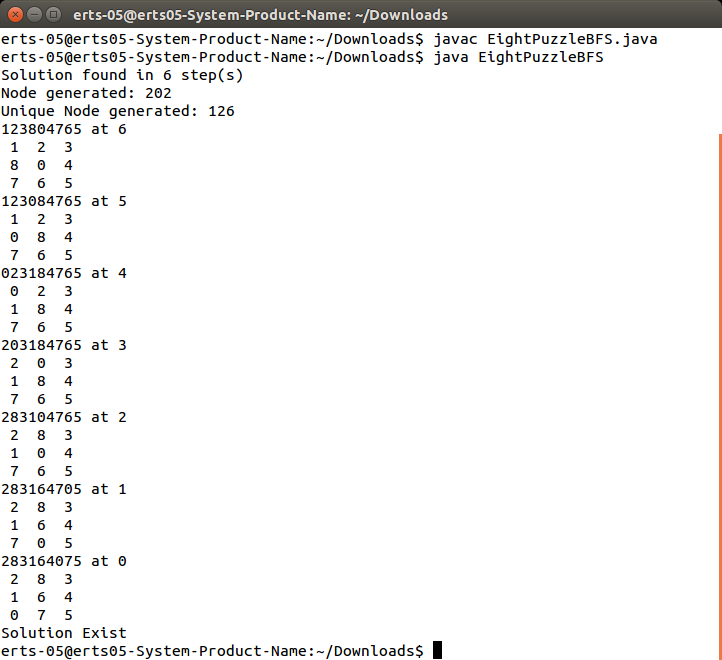 erts-05@erts05-System-Product-Name: ~/Downloads
erts-05@erts05-System-Product-Name:~/Downloads$ javac EightPuzzleBFS.java
erts-05@erts05-System-Product-Name:~/Downloads$ java EightPuzzleBFS
Solution found in 6 step(s)
Node generated: 202
Unique Node generated: 126
123804765 at 6
1 2 3
8 0 4
7 6 5
123084765 at 5
1 2 3
0 8 4
7 6 5
023184765 at 4
0 2 3
1 8 4
7 6 5
203184765 at 3
2 0 3
1 8 4
7 6 5
283104765 at 2
2 8 3
1 0 4
7 6 5
283164705 at 1
2 8 3
1 6 4
7 0 5
283164075 at 0
2 8 3
1 6 4
0 7 5
Solution Exist
erts-05@erts05-System-Product-Name:~/Downloads$